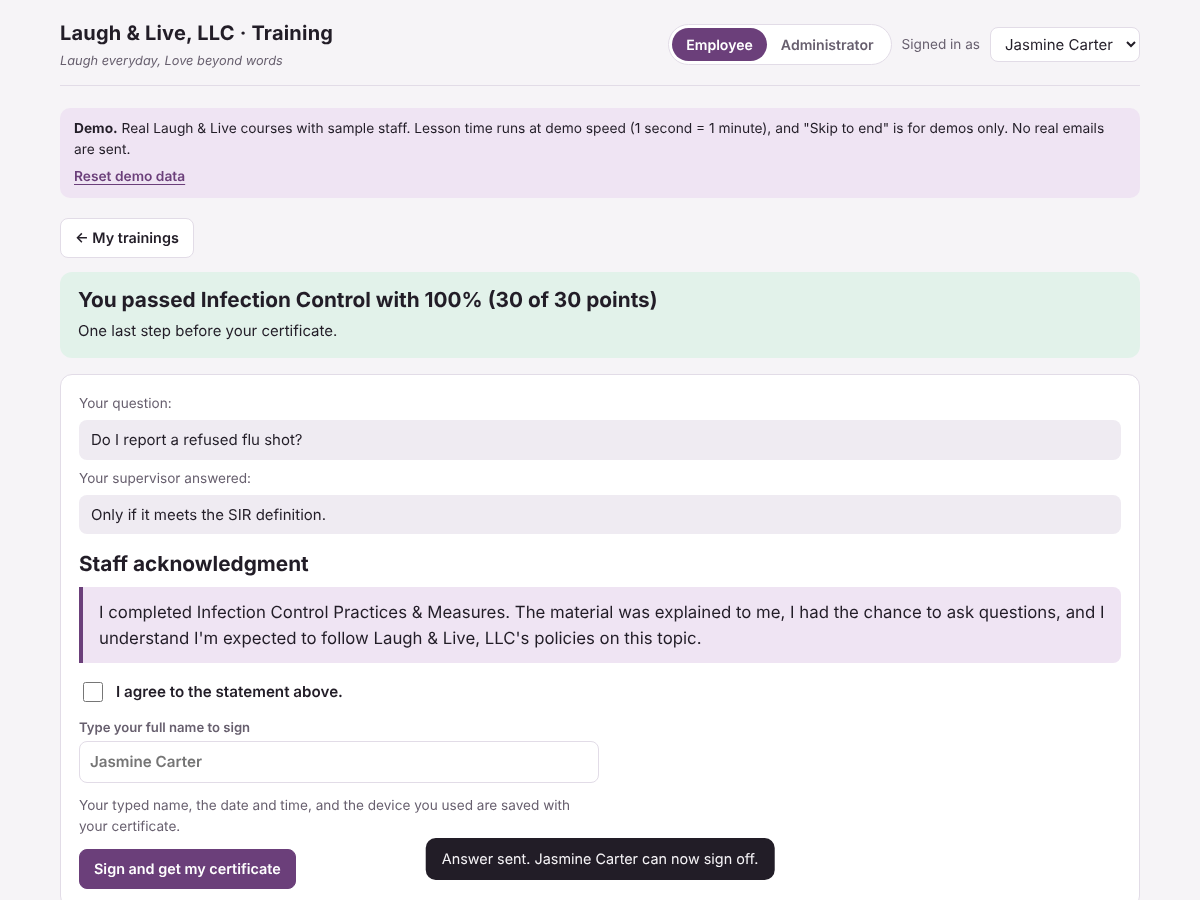 Laugh & Live, LLC · Training
Laugh everyday, Love beyond words
Employee
Administrator
Signed in as
Jasmine Carter
Demo. Real Laugh & Live courses with sample staff. Lesson time runs at demo speed (1 second = 1 minute), and "Skip to end" is for demos only. No real emails
are sent.
Reset demo data
← My trainings
You passed Infection Control with 100% (30 of 30 points)
One last step before your certificate.
Your question:
Do I report a refused flu shot?
Your supervisor answered:
Only if it meets the SIR definition.
Staff acknowledgment
I completed Infection Control Practices & Measures. The material was explained to me, I had the chance to ask questions, and I
understand I'm expected to follow Laugh & Live, LLC's policies on this topic.
I agree to the statement above.
Type your full name to sign
Jasmine Carter
Your typed name, the date and time, and the device you used are saved with
your certificate.
Sign and get my certificate
Answer sent. Jasmine Carter can now sign off.